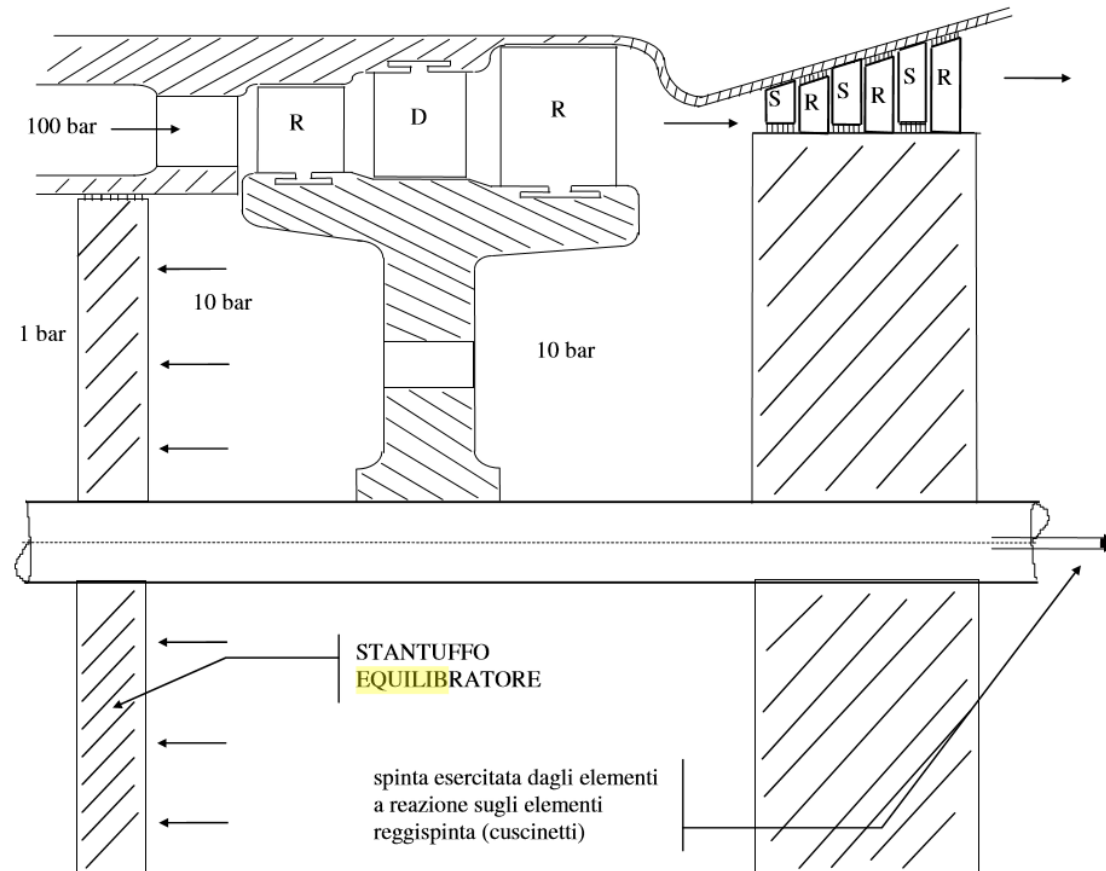 S R S R S R
100 bar
R D R
10 bar
1 bar
10 bar
STANTUFFO
EQUILIBRATORE
spinta esercitata dagli elementi
a reazione sugli elementi
reggispinta (cuscinetti)